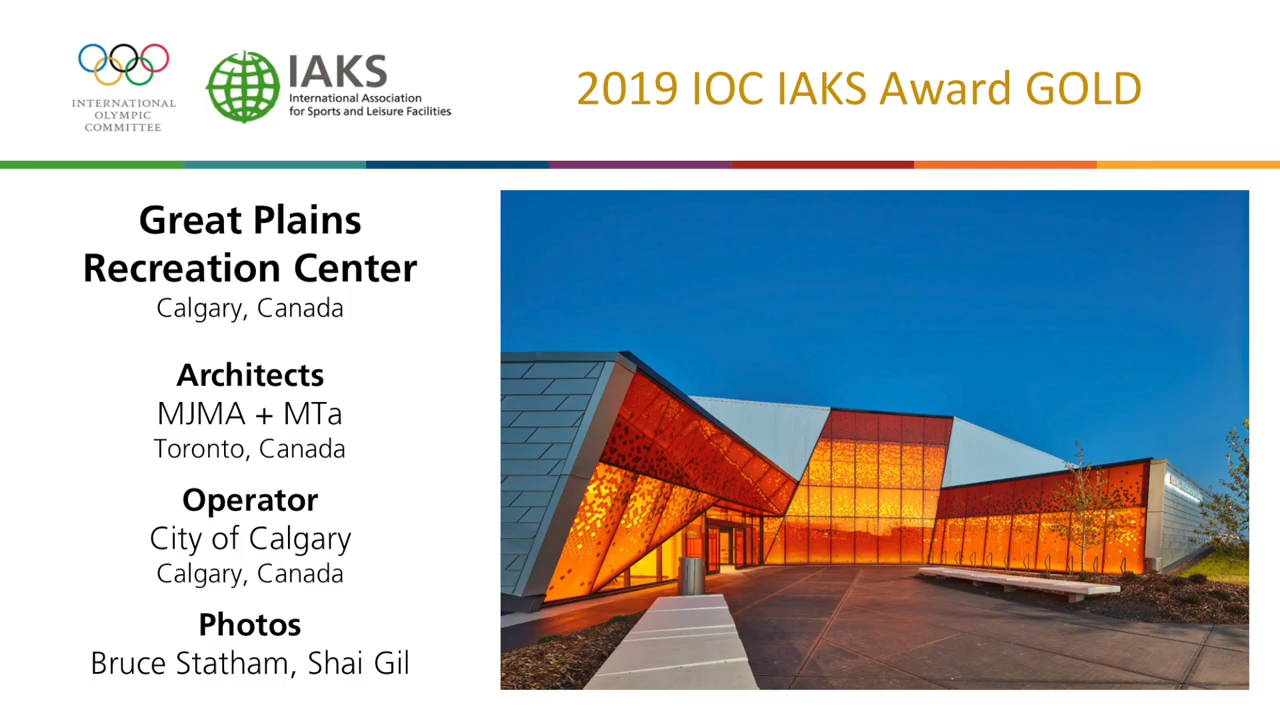 INTERNATIONAL
OLYMPIC
COMMITTEE
IAKS
International Association
for Sports and Leisure Facilities
2019 IOC IAKS Award GOLD
Great Plains
Recreation Center
Calgary, Canada
Architects
MJMA + MTa
Toronto, Canada
Operator
City of Calgary
Calgary, Canada
Photos
Bruce Statham, Shai Gil